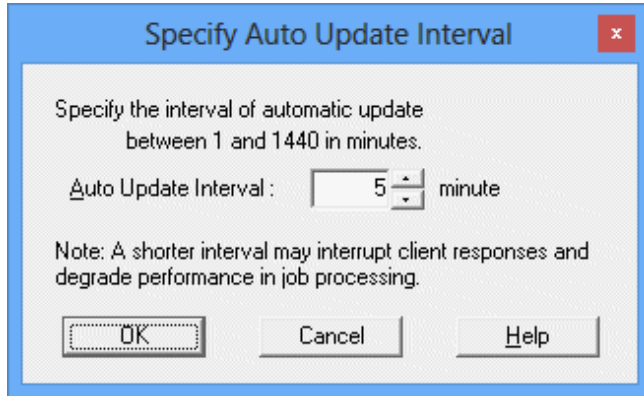 Specify Auto Update Interval
x
Specify the interval of automatic update
between 1 and 1440 in minutes.
Auto Update Interval : 5 minute
Note: A shorter interval may interrupt client responses and
degrade performance in job processing.
OK Cancel Help